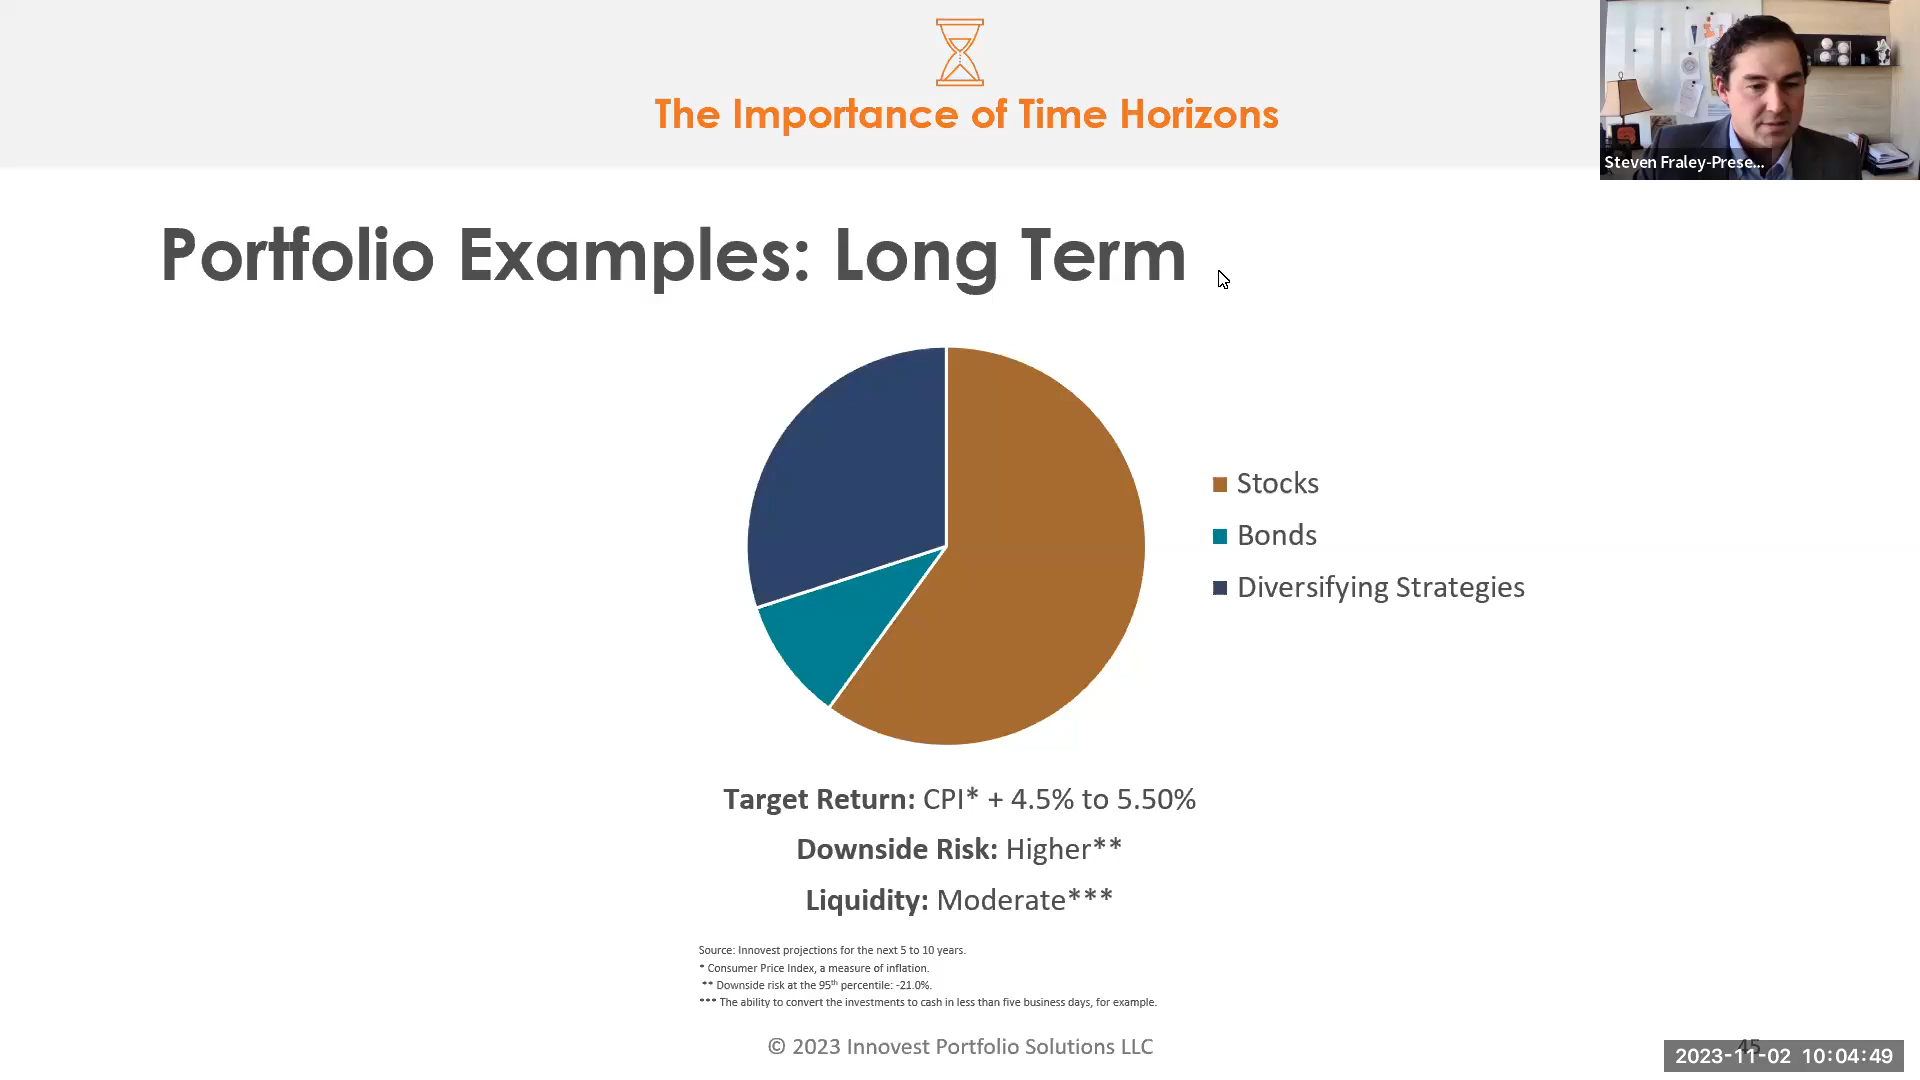 The Importance of Time Horizons
Steven Fraley-Prese...
Portfolio Examples: Long Term
Stocks
Bonds
Diversifying Strategies
Target Return: CPI* + 4.5% to 5.50%
Downside Risk: Higher**
Liquidity: Moderate***
Source: Innovest projections for the next 5 to 10 years.
* Consumer Price Index, a measure of inflation.
** Downside risk at the 95th percentile: -21.0%.
*** The ability to convert the investments to cash in less than five business days, for example.
© 2023 Innovest Portfolio Solutions LLC
45
2023-11-02 10:04:49